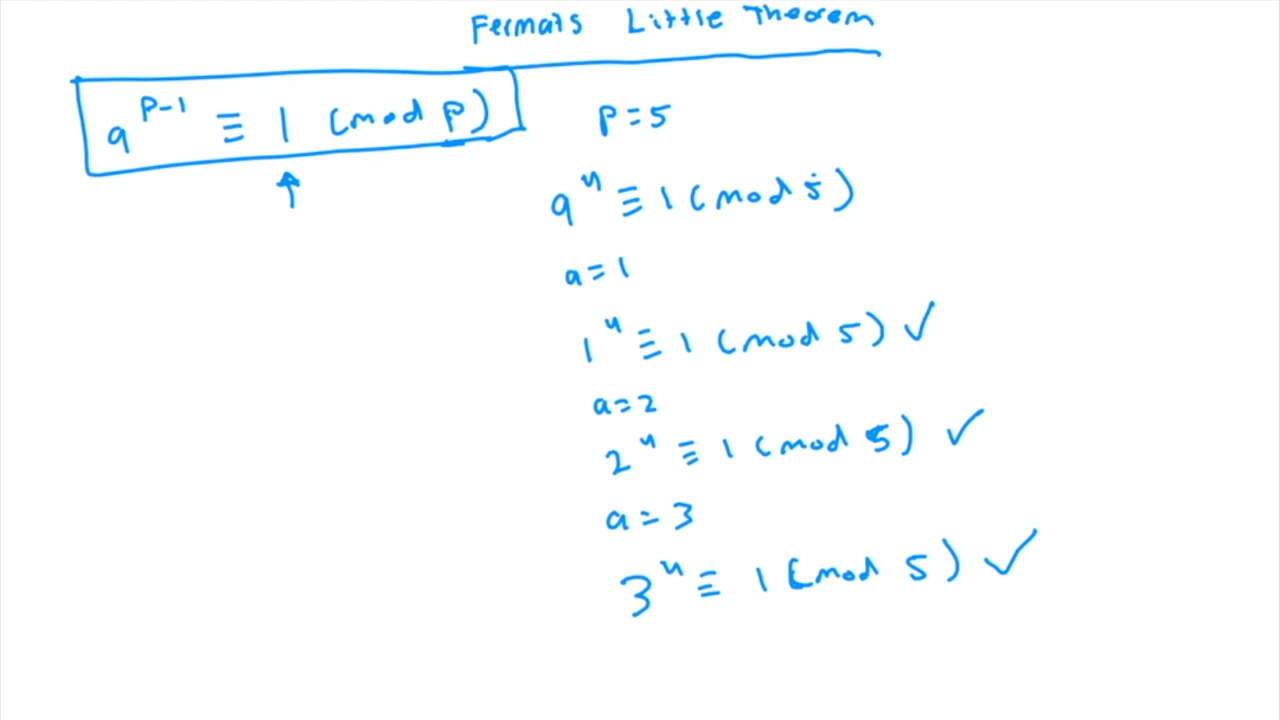 Fermats Little Theorem
a^{p-1} ≡ 1 (mod p)
p = 5
a^4 ≡ 1 (mod 5)
a = 1
1^4 ≡ 1 (mod 5) ✓
a = 2
2^4 ≡ 1 (mod 5) ✓
a = 3
3^4 ≡ 1 (mod 5) ✓